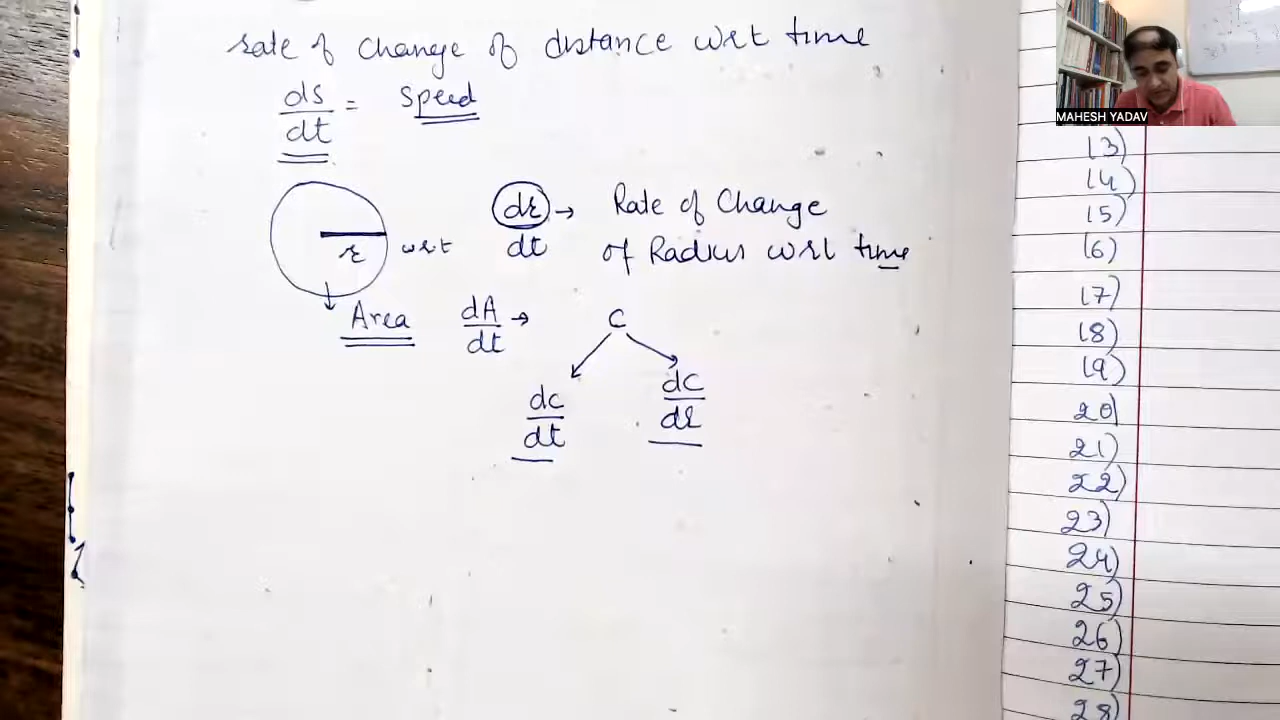 rate of change of distance wrt time
ds/dt = speed
r wrt dr/dt → Rate of Change
of Radius wrt time
Area dA/dt → C
dc/dt dc/dr
MAHESH YADAV
13)
14)
15)
16)
17)
18)
19)
20)
21)
22)
23)
24)
25)
26)
27)
28)